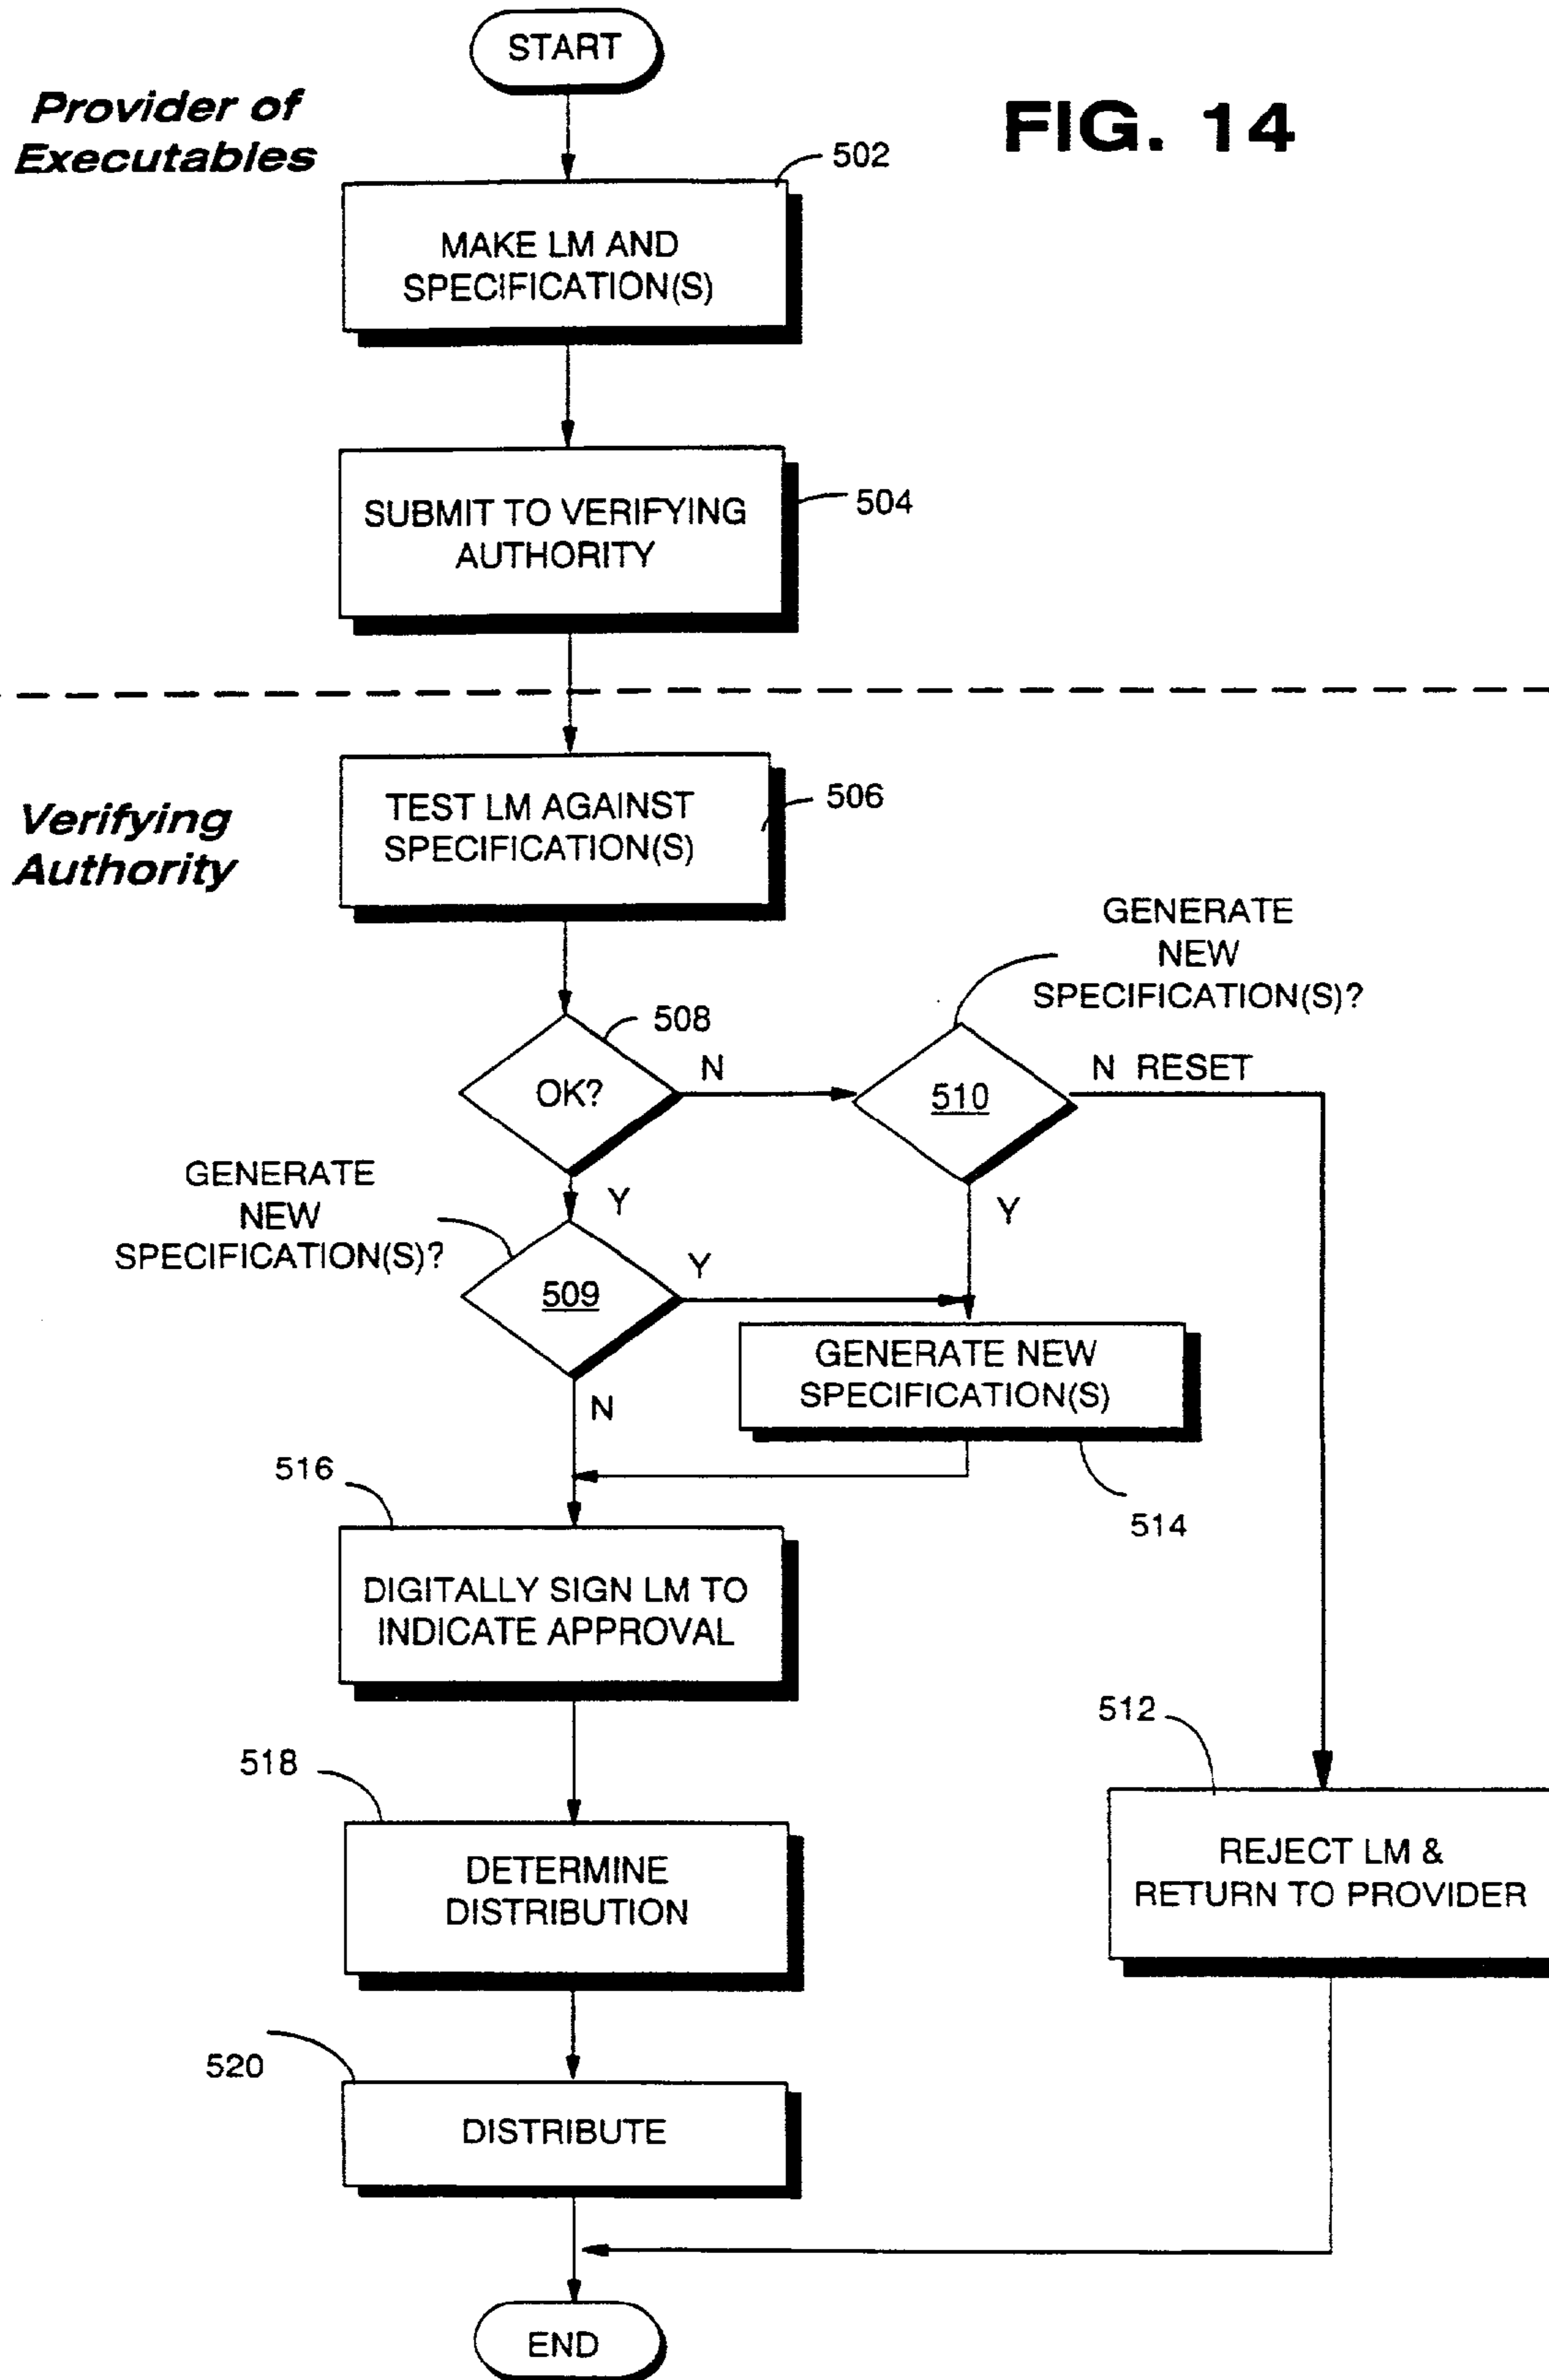 START
Provider of
Executables
FIG. 14
502
MAKE LM AND
SPECIFICATION(S)
SUBMIT TO VERIFYING
AUTHORITY
504
Verifying
Authority
TEST LM AGAINST
SPECIFICATION(S)
506
GENERATE
NEW
SPECIFICATION(S)?
508
OK?
N
510
N RESET
GENERATE
NEW
SPECIFICATION(S)?
Y
Y
509
Y
GENERATE NEW
SPECIFICATION(S)
N
516
514
DIGITALLY SIGN LM TO
INDICATE APPROVAL
512
518
DETERMINE
DISTRIBUTION
REJECT LM &
RETURN TO PROVIDER
520
DISTRIBUTE
END